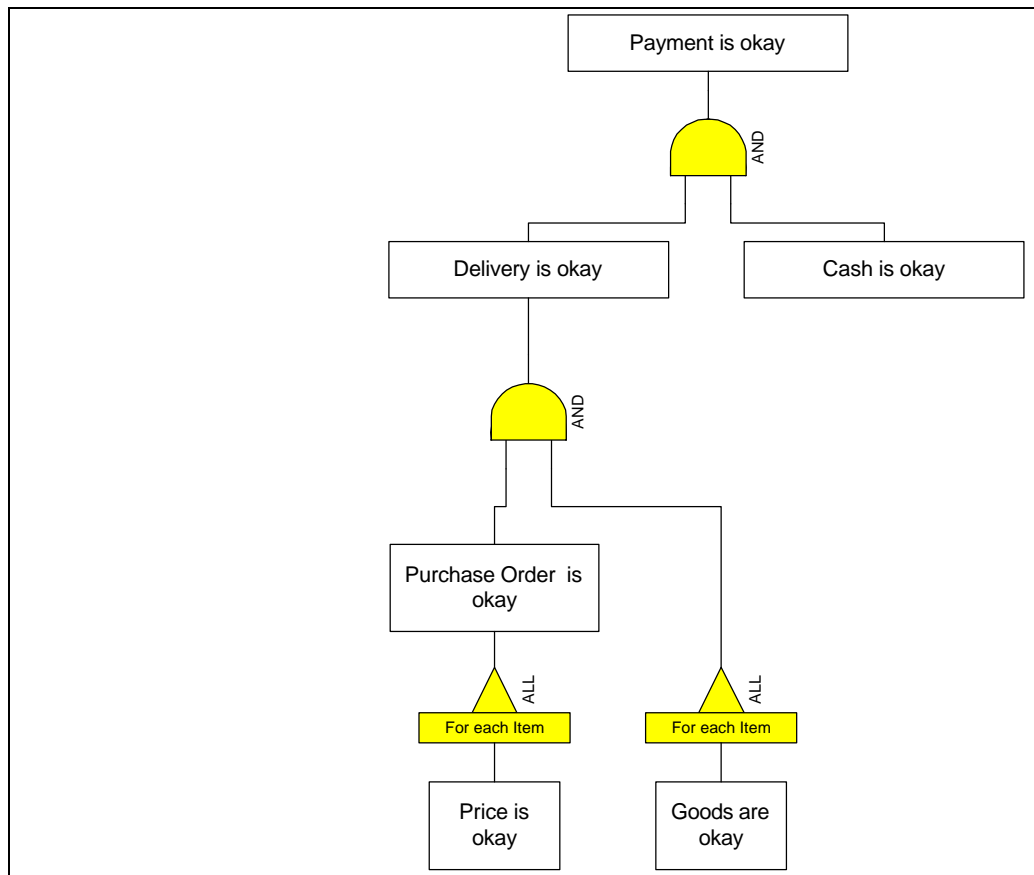 Payment is okay
AND
Delivery is okay
Cash is okay
AND
Purchase Order  is
okay
ALL
ALL
For each Item
For each Item
Price is
okay
Goods are
okay